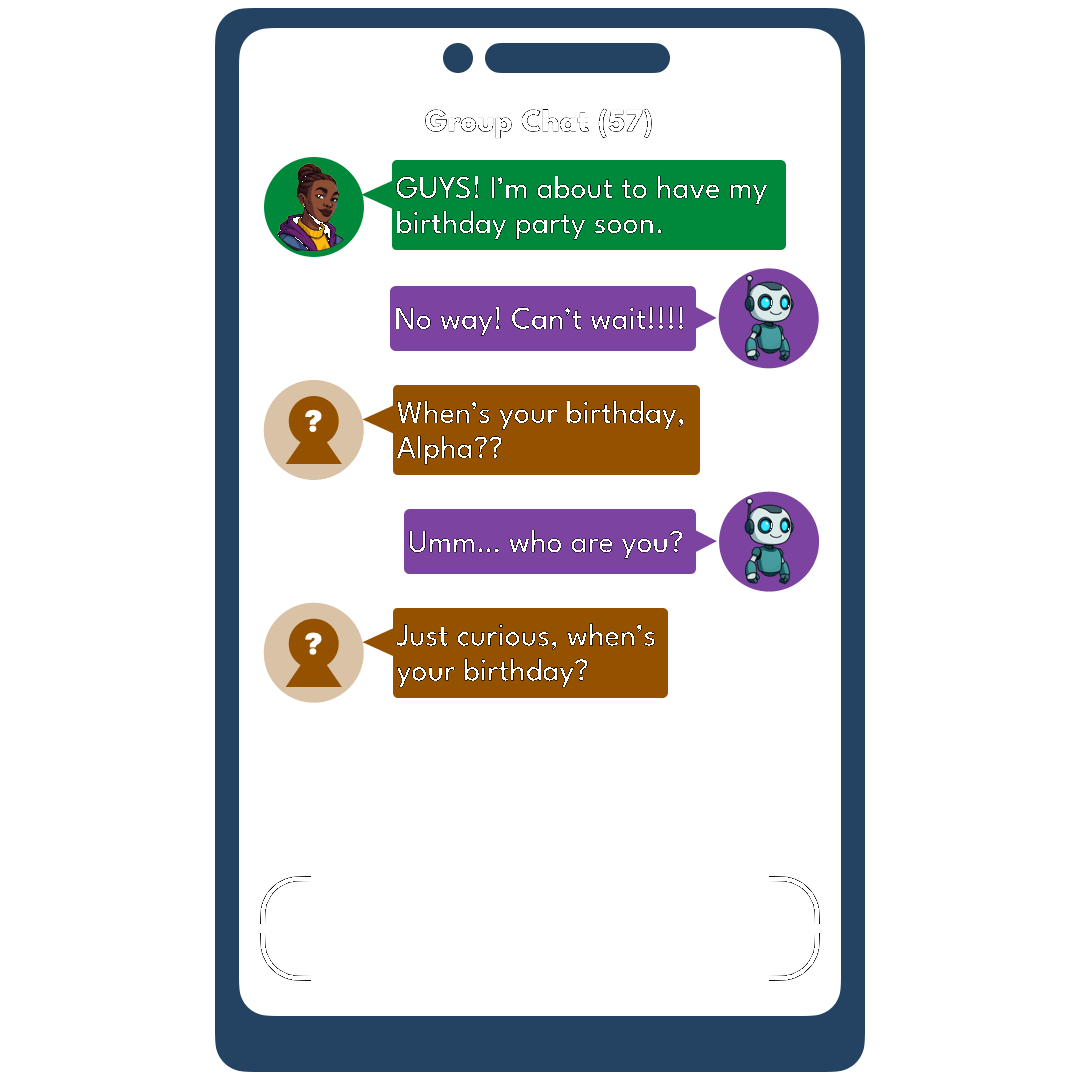 Group Chat (57)
GUYS! I’m about to have my
birthday party soon.
No way! Can’t wait!!!!
?
When’s your birthday,
Alpha??
Umm... who are you?
?
Just curious, when’s
your birthday?